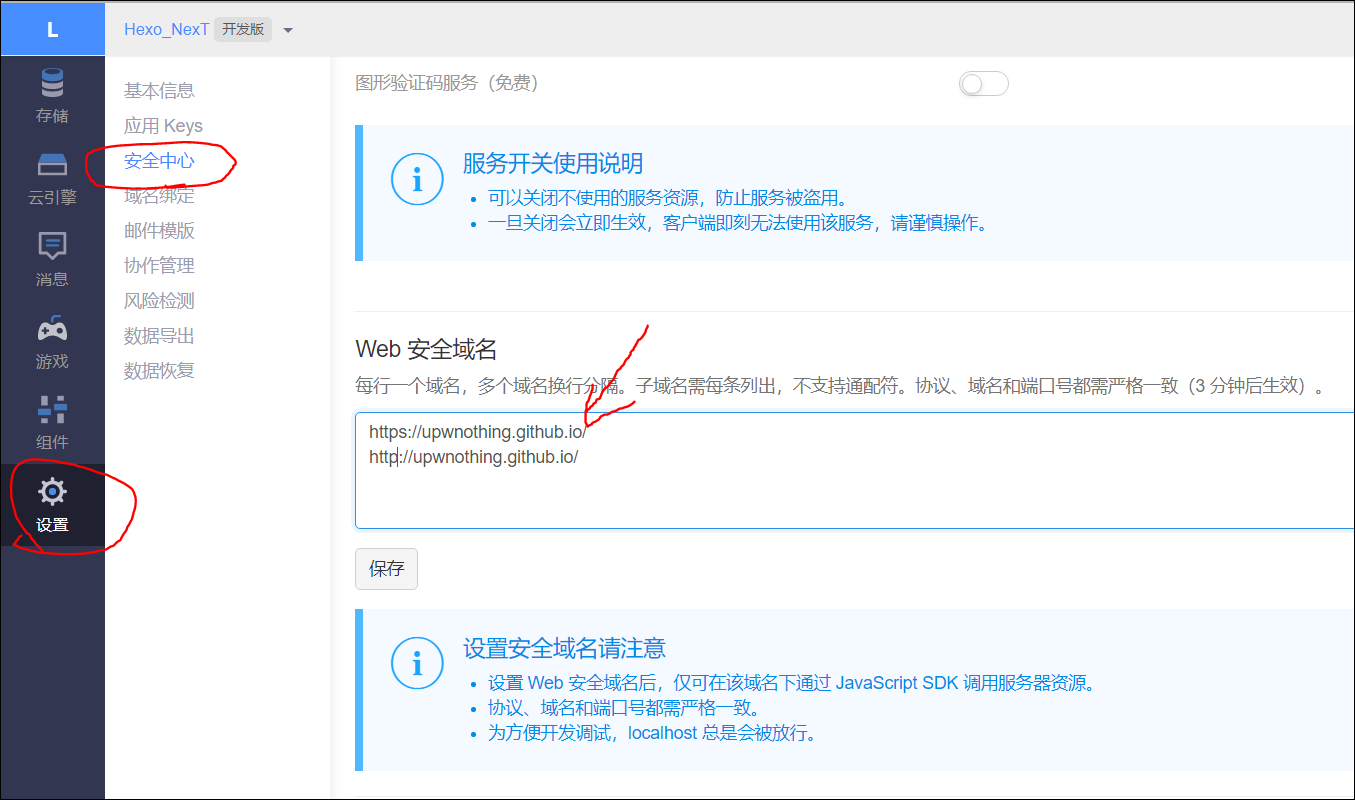 L
Hexo_NexT 开发版
存储
云引擎
消息
游戏
组件
设置
基本信息
应用 Keys
安全中心
域名绑定
邮件模版
协作管理
风险检测
数据导出
数据恢复
图形验证码服务（免费）
服务开关使用说明
可以关闭不使用的服务资源，防止服务被盗用。
一旦关闭会立即生效，客户端即刻无法使用该服务，请谨慎操作。
Web 安全域名
每行一个域名，多个域名换行分隔。子域名需每条列出，不支持通配符。协议、域名和端口号都需严格一致（3 分钟后生效）。
https://upwnothing.github.io/
http://upwnothing.github.io/
保存
设置安全域名请注意
设置 Web 安全域名后，仅可在该域名下通过 JavaScript SDK 调用服务器资源。
协议、域名和端口号都需严格一致。
为方便开发调试，localhost 总是会被放行。